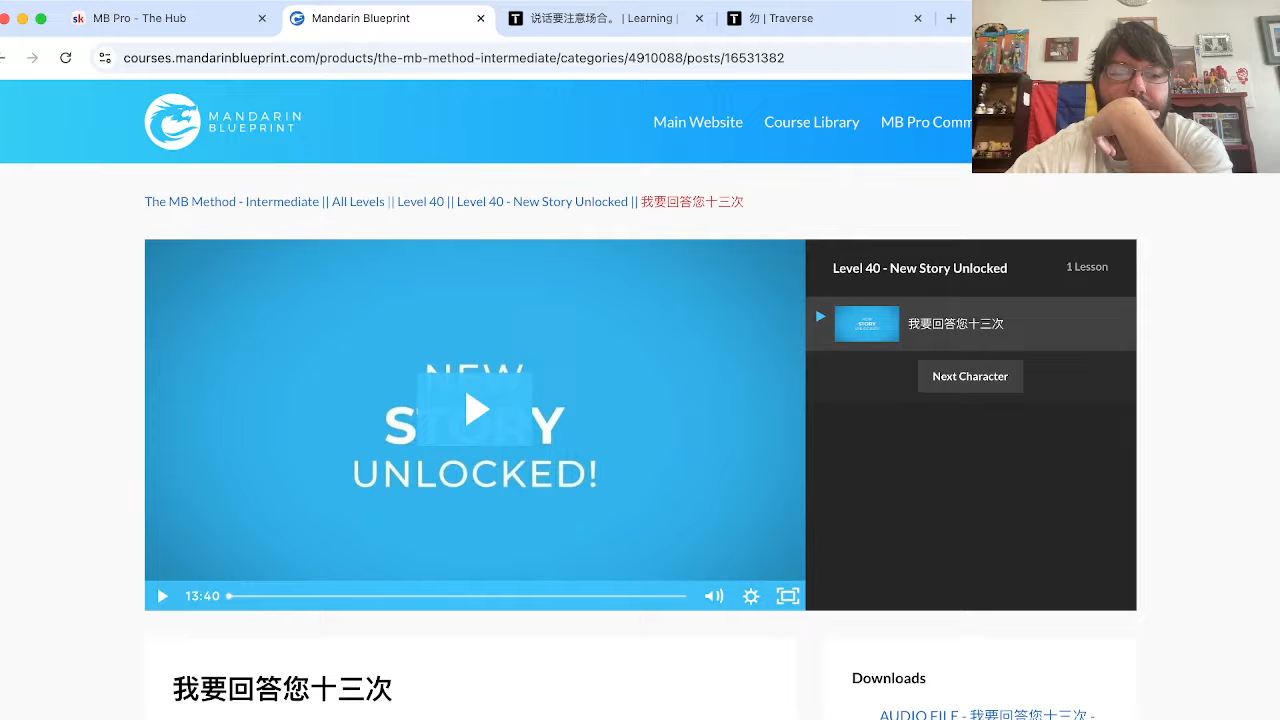 MB Pro - The Hub
Mandarin Blueprint
说话要注意场合。 | Learning |
勿 | Traverse
courses.mandarinblueprint.com/products/the-mb-method-intermediate/categories/4910088/posts/16531382
MANDARIN
BLUEPRINT
Main Website
Course Library
MB Pro Comm
The MB Method - Intermediate || All Levels || Level 40 || Level 40 - New Story Unlocked || 我要回答您十三次
NEW
STORY
UNLOCKED!
13:40
Level 40 - New Story Unlocked
1 Lesson
我要回答您十三次
Next Character
我要回答您十三次
Downloads
AUDIO FILE - 我要回答您十三次 -